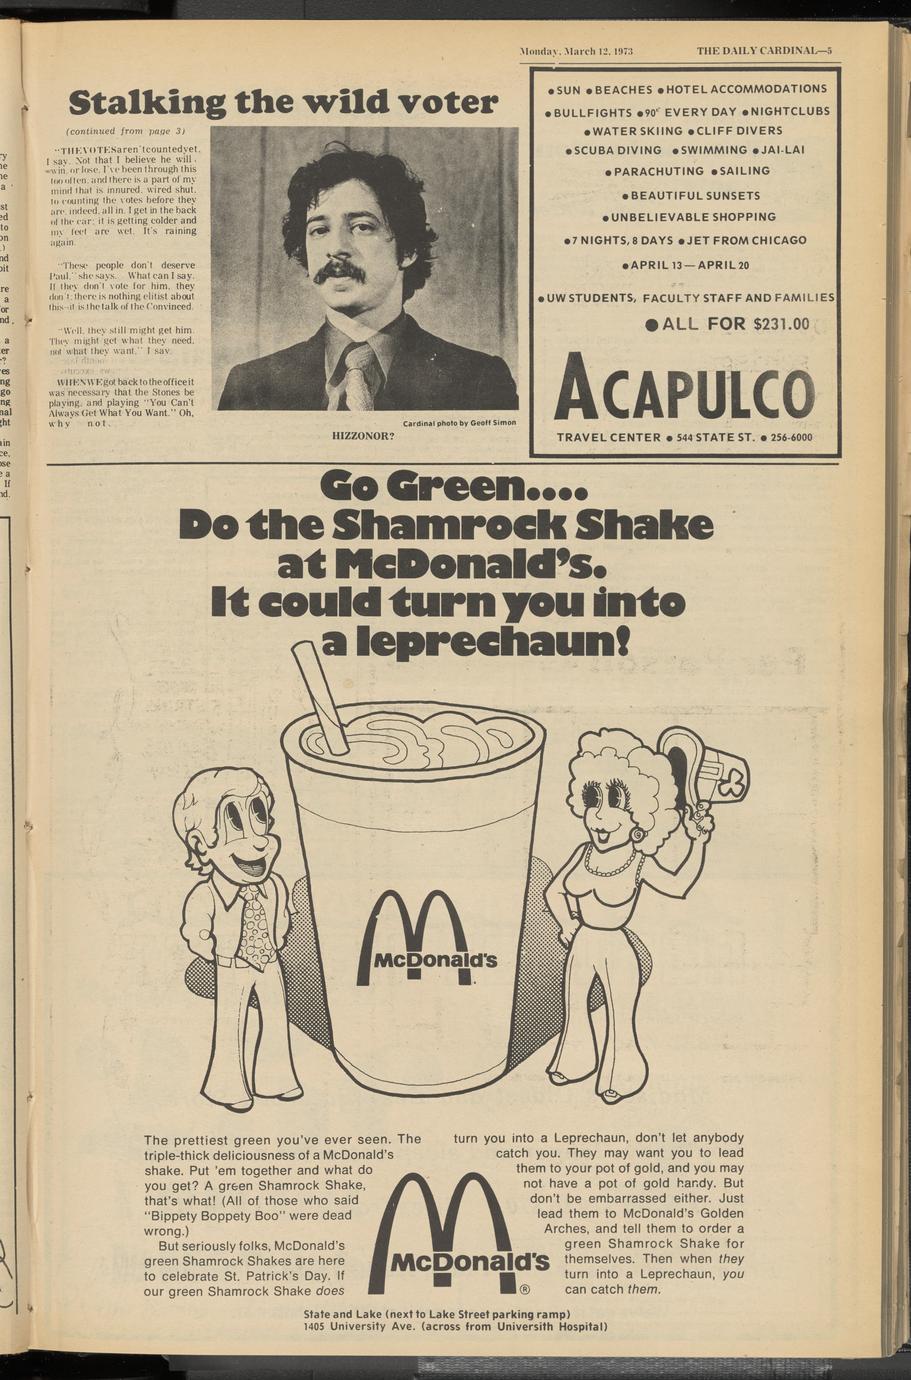 Monday, March 12, 1973
THE DAILY CARDINAL—5
Stalking the wild voter
(continued from page 3)
"THE VOTES aren't counted yet,
I say. Not that I believe he will
win, or lose, I've been through this
too often, and there is a part of my
mind that is innured, wired shut,
to counting the votes before they
are, indeed, all in. I get in the back
of the car; it is getting colder and
my feet are wet. It's raining
again.
"These people don't deserve
Paul," she says. What can I say.
If they don't vote for him, they
don't; there is nothing elitist about
this—it is the talk of the Convinced.
"Well, they still might get him.
They might get what they need,
not what they want," I say.
WHEN WE got back to the office it
was necessary that the Stones be
playing, and playing "You Can't
Always Get What You Want." Oh,
why not.
Cardinal photo by Geoff Simon
HIZZONOR?
●SUN ●BEACHES ●HOTEL ACCOMMODATIONS
●BULLFIGHTS ●90° EVERY DAY ●NIGHTCLUBS
●WATER SKIING ●CLIFF DIVERS
●SCUBA DIVING ●SWIMMING ●JAI-LAI
●PARACHUTING ●SAILING
●BEAUTIFUL SUNSETS
●UNBELIEVABLE SHOPPING
●7 NIGHTS, 8 DAYS ●JET FROM CHICAGO
●APRIL 13 — APRIL 20
●UW STUDENTS, FACULTY STAFF AND FAMILIES
●ALL FOR $231.00
ACAPULCO
TRAVEL CENTER ● 544 STATE ST. ● 256-6000
Go Green....
Do the Shamrock Shake
at McDonald's.
It could turn you into
a leprechaun!
McDonald's
The prettiest green you've ever seen. The
triple-thick deliciousness of a McDonald's
shake. Put 'em together and what do
you get? A green Shamrock Shake,
that's what! (All of those who said
"Bippety Boppety Boo" were dead
wrong.)
But seriously folks, McDonald's
green Shamrock Shakes are here
to celebrate St. Patrick's Day. If
our green Shamrock Shake does
turn you into a Leprechaun, don't let anybody
catch you. They may want you to lead
them to your pot of gold, and you may
not have a pot of gold handy. But
don't be embarrassed either. Just
lead them to McDonald's Golden
Arches, and tell them to order a
green Shamrock Shake for
themselves. Then when they
turn into a Leprechaun, you
can catch them.
McDonald's ®
State and Lake (next to Lake Street parking ramp)
1405 University Ave. (across from Universith Hospital)